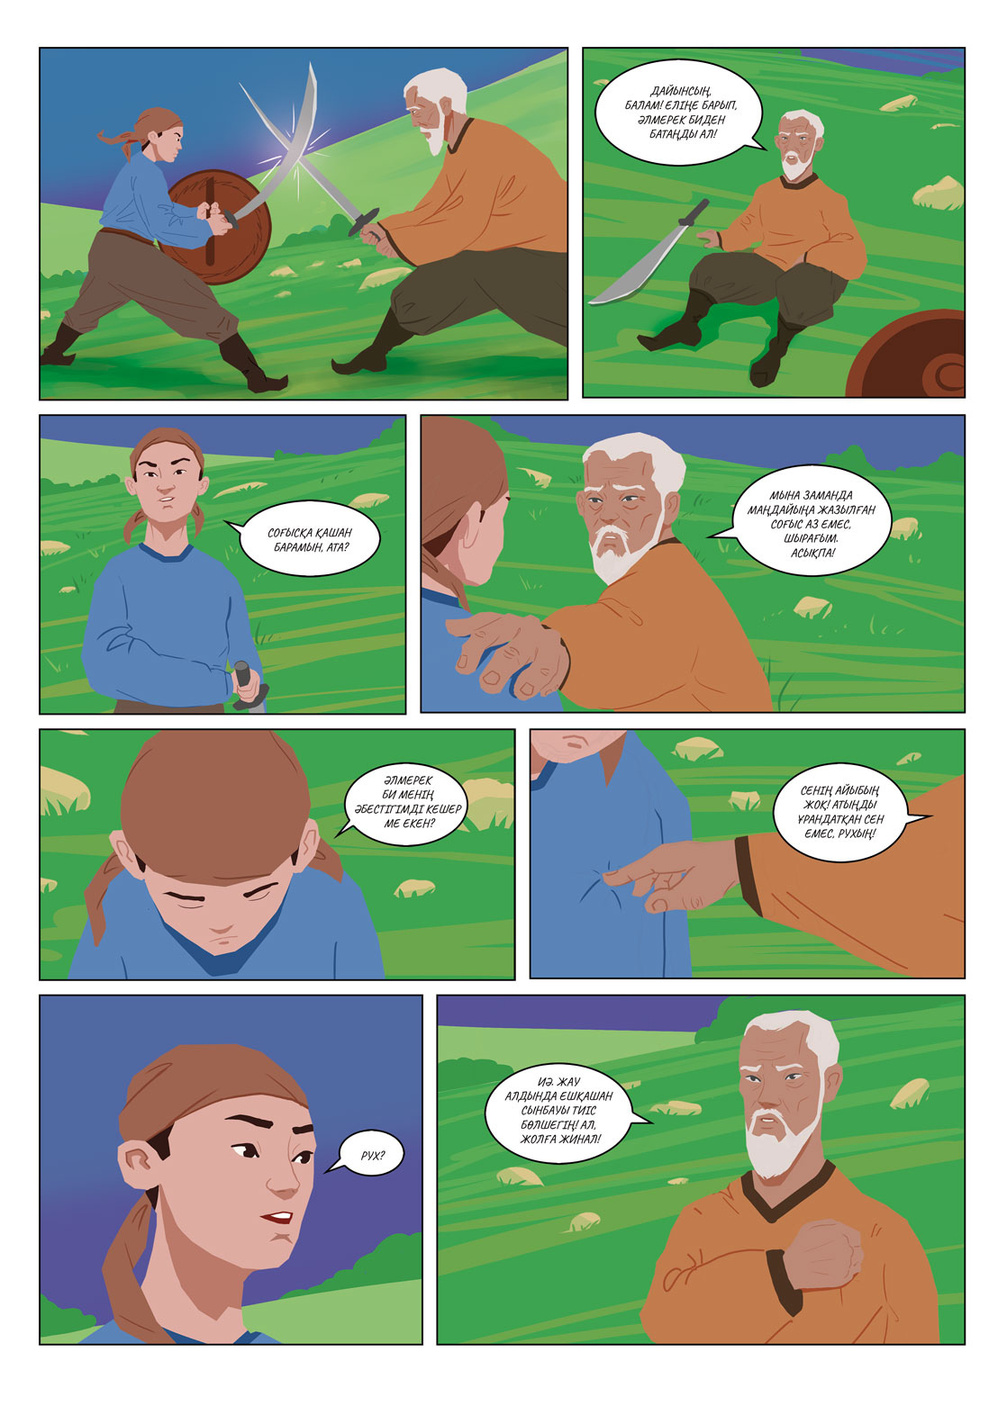 ДАЙЫНСЫҢ,
БАЛАМ! ЕЛІҢЕ БАРЫП,
ӘЛМЕРЕК БИДЕН
БАТАҢДЫ АЛ!
СОҒЫСҚА ҚАШАН
БАРАМЫН, АТА?
МЫНА ЗАМАНДА
МАҢДАЙЫҢА ЖАЗЫЛҒАН
СОҒЫС АЗ ЕМЕС,
ШЫРАҒЫМ.
АСЫҚПА!
ӘЛМЕРЕК
БИ МЕНІҢ
ӘБЕСТІГІМДІ КЕШЕР
МЕ ЕКЕН?
СЕНІҢ АЙЫБЫҢ
ЖОҚ! АТЫҢДЫ
ҰРАНДАТҚАН СЕН
ЕМЕС, РУХЫҢ!
РУХ?
ИӘ. ЖАУ
АЛДЫНДА ЕШҚАШАН
СЫНБАУЫ ТИІС
БӨЛШЕГІҢ! АЛ,
ЖОЛҒА ЖИНАЛ!